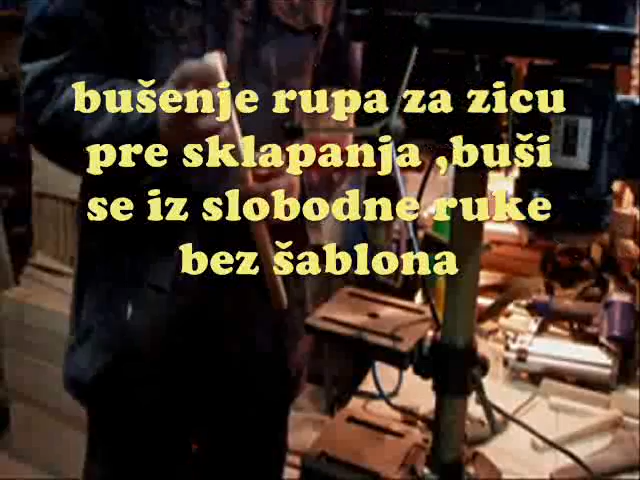 bušenje rupa za zicu
pre sklapanja ,buši
se iz slobodne ruke
bez šablona